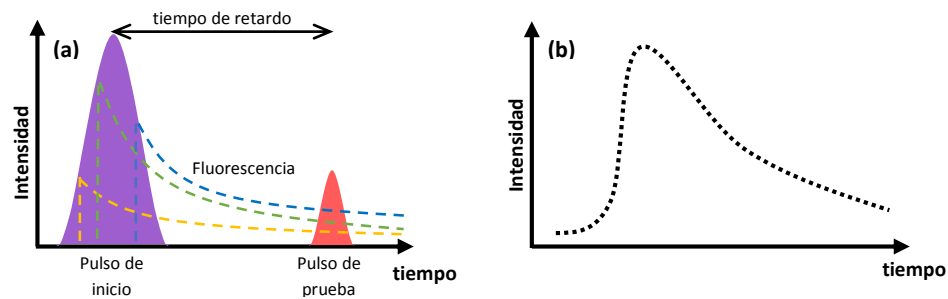 tiempo de retardo
(a)
Intensidad
Fluorescencia
Pulso de
inicio
Pulso de
prueba
tiempo
(b)
Intensidad
tiempo